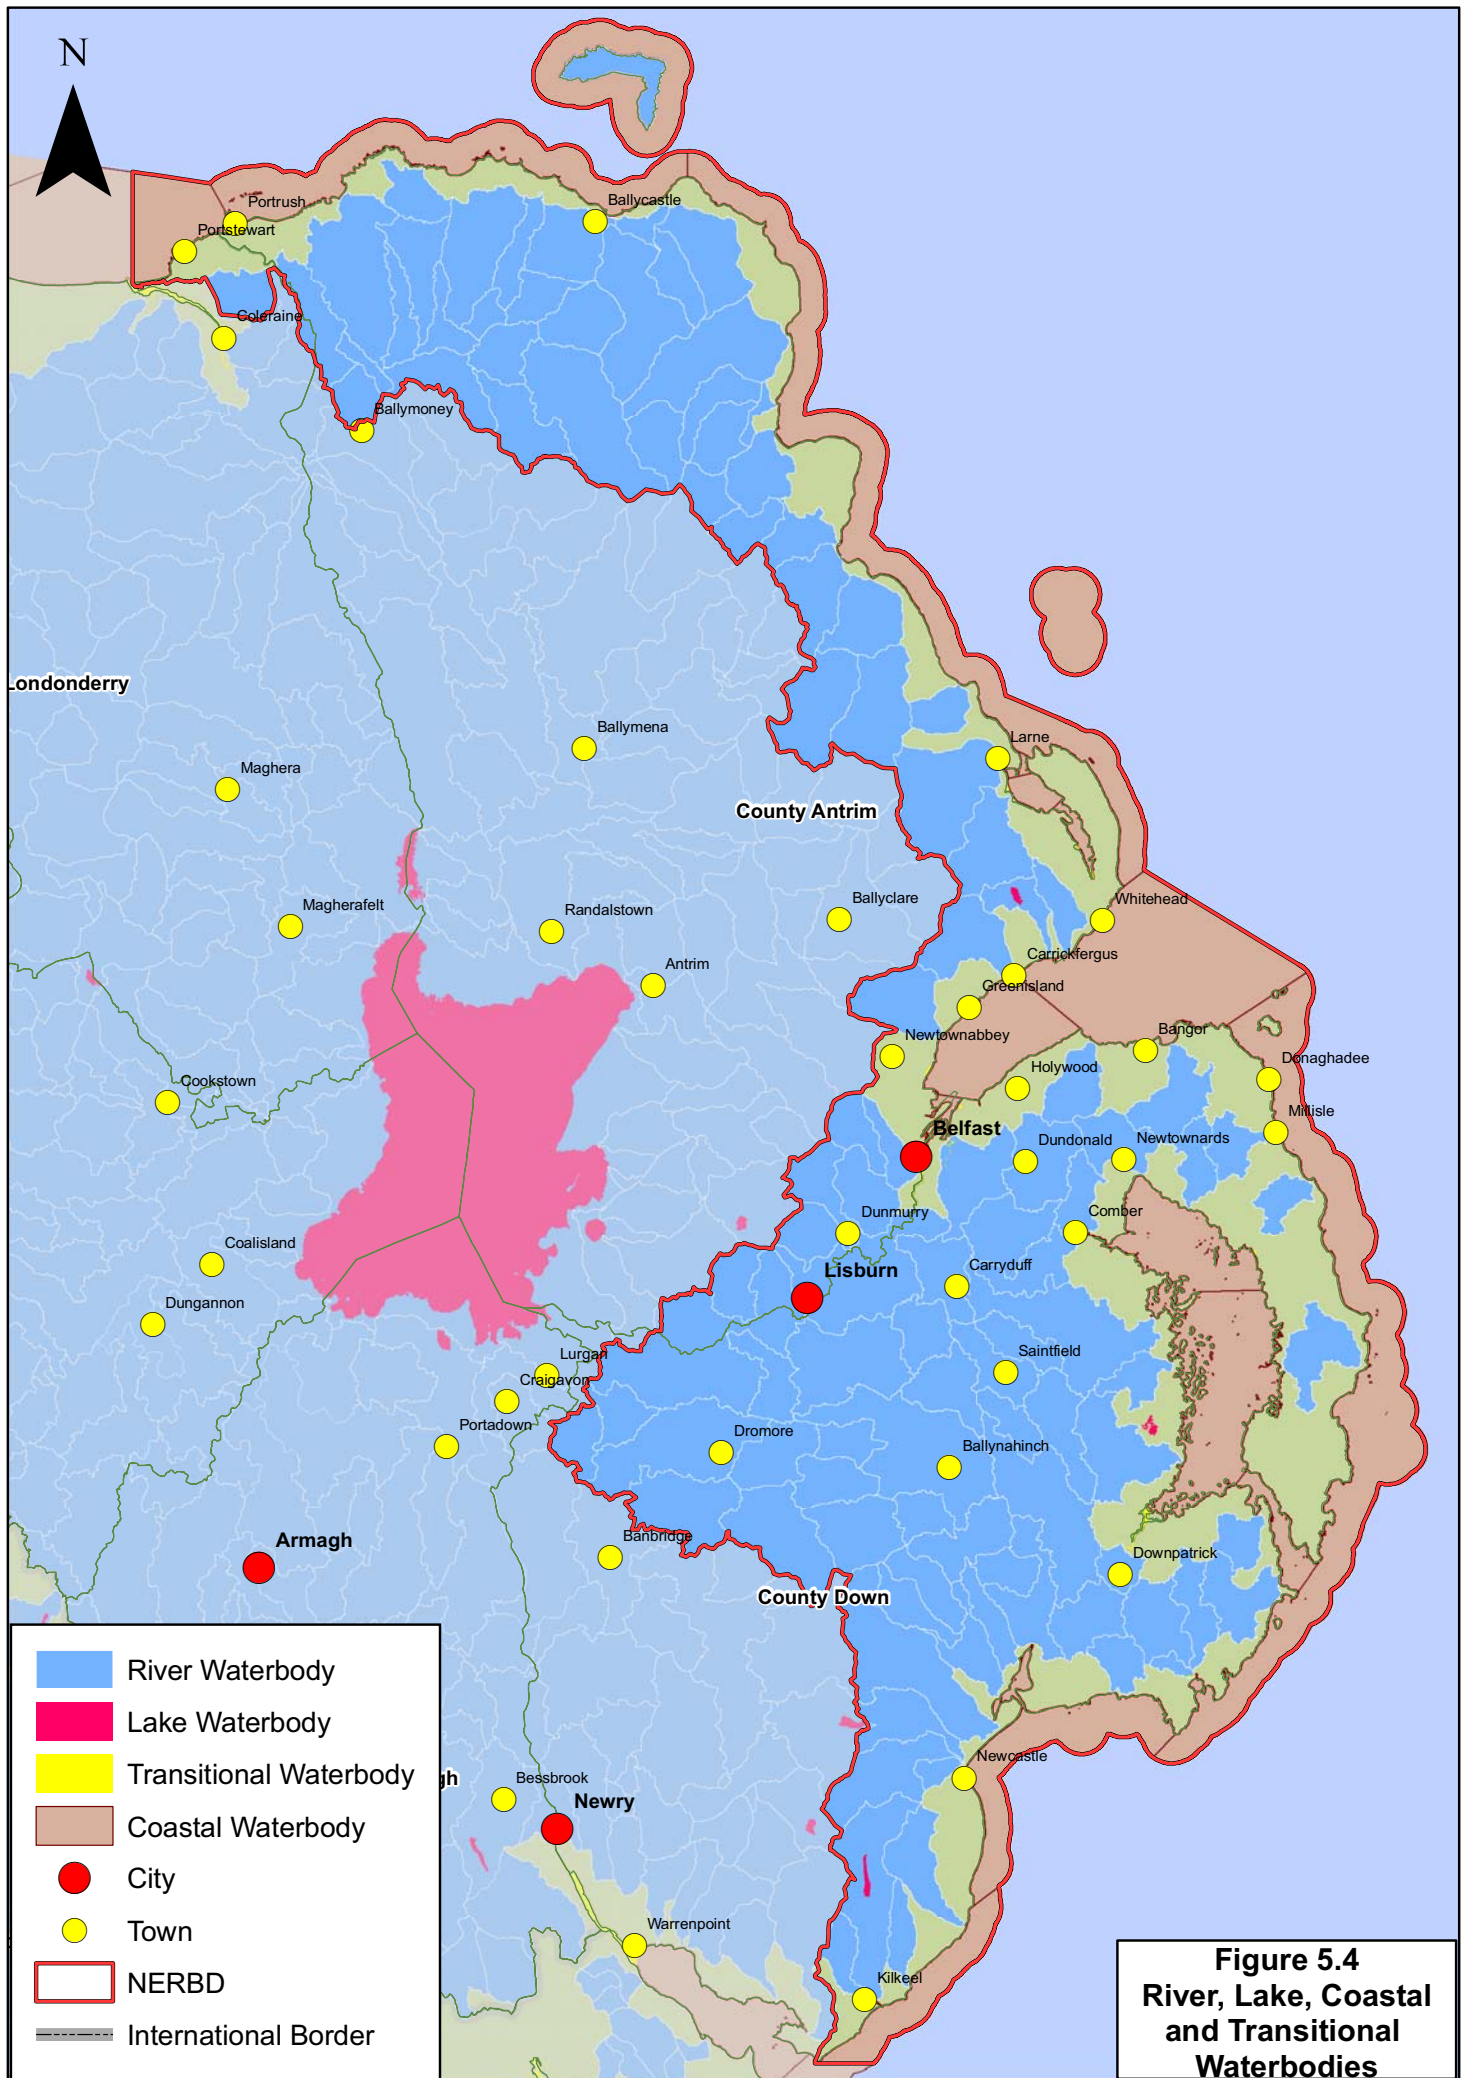 N
Portrush
Ballycastle
Portstewart
Coleraine
Ballymoney
Londonderry
Ballymena
Larne
Maghera
County Antrim
Magherafelt
Randalstown
Ballyclare
Whitehead
Carrickfergus
Antrim
Greenisland
Newtownabbey
Bangor
Donaghadee
Holywood
Cookstown
Millisle
Belfast
Dundonald
Newtownards
Dunmurry
Comber
Coalisland
Lisburn
Carryduff
Dungannon
Lurgan
Saintfield
Craigavon
Portadown
Dromore
Ballynahinch
Armagh
Banbridge
Downpatrick
County Down
Newcastle
gh
Bessbrook
Newry
Warrenpoint
Kilkeel
River Waterbody
Lake Waterbody
Transitional Waterbody
Coastal Waterbody
City
Town
NERBD
International Border
Figure 5.4
River, Lake, Coastal
and Transitional
Waterbodies